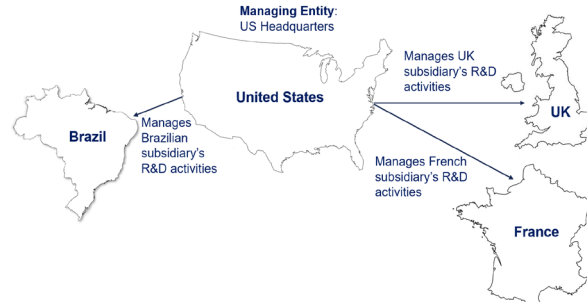 Managing Entity:
US Headquarters
United States
Brazil
Manages
Brazilian
subsidiary's
R&D activities
Manages UK
subsidiary's R&D
activities
UK
Manages French
subsidiary's R&D
activities
France